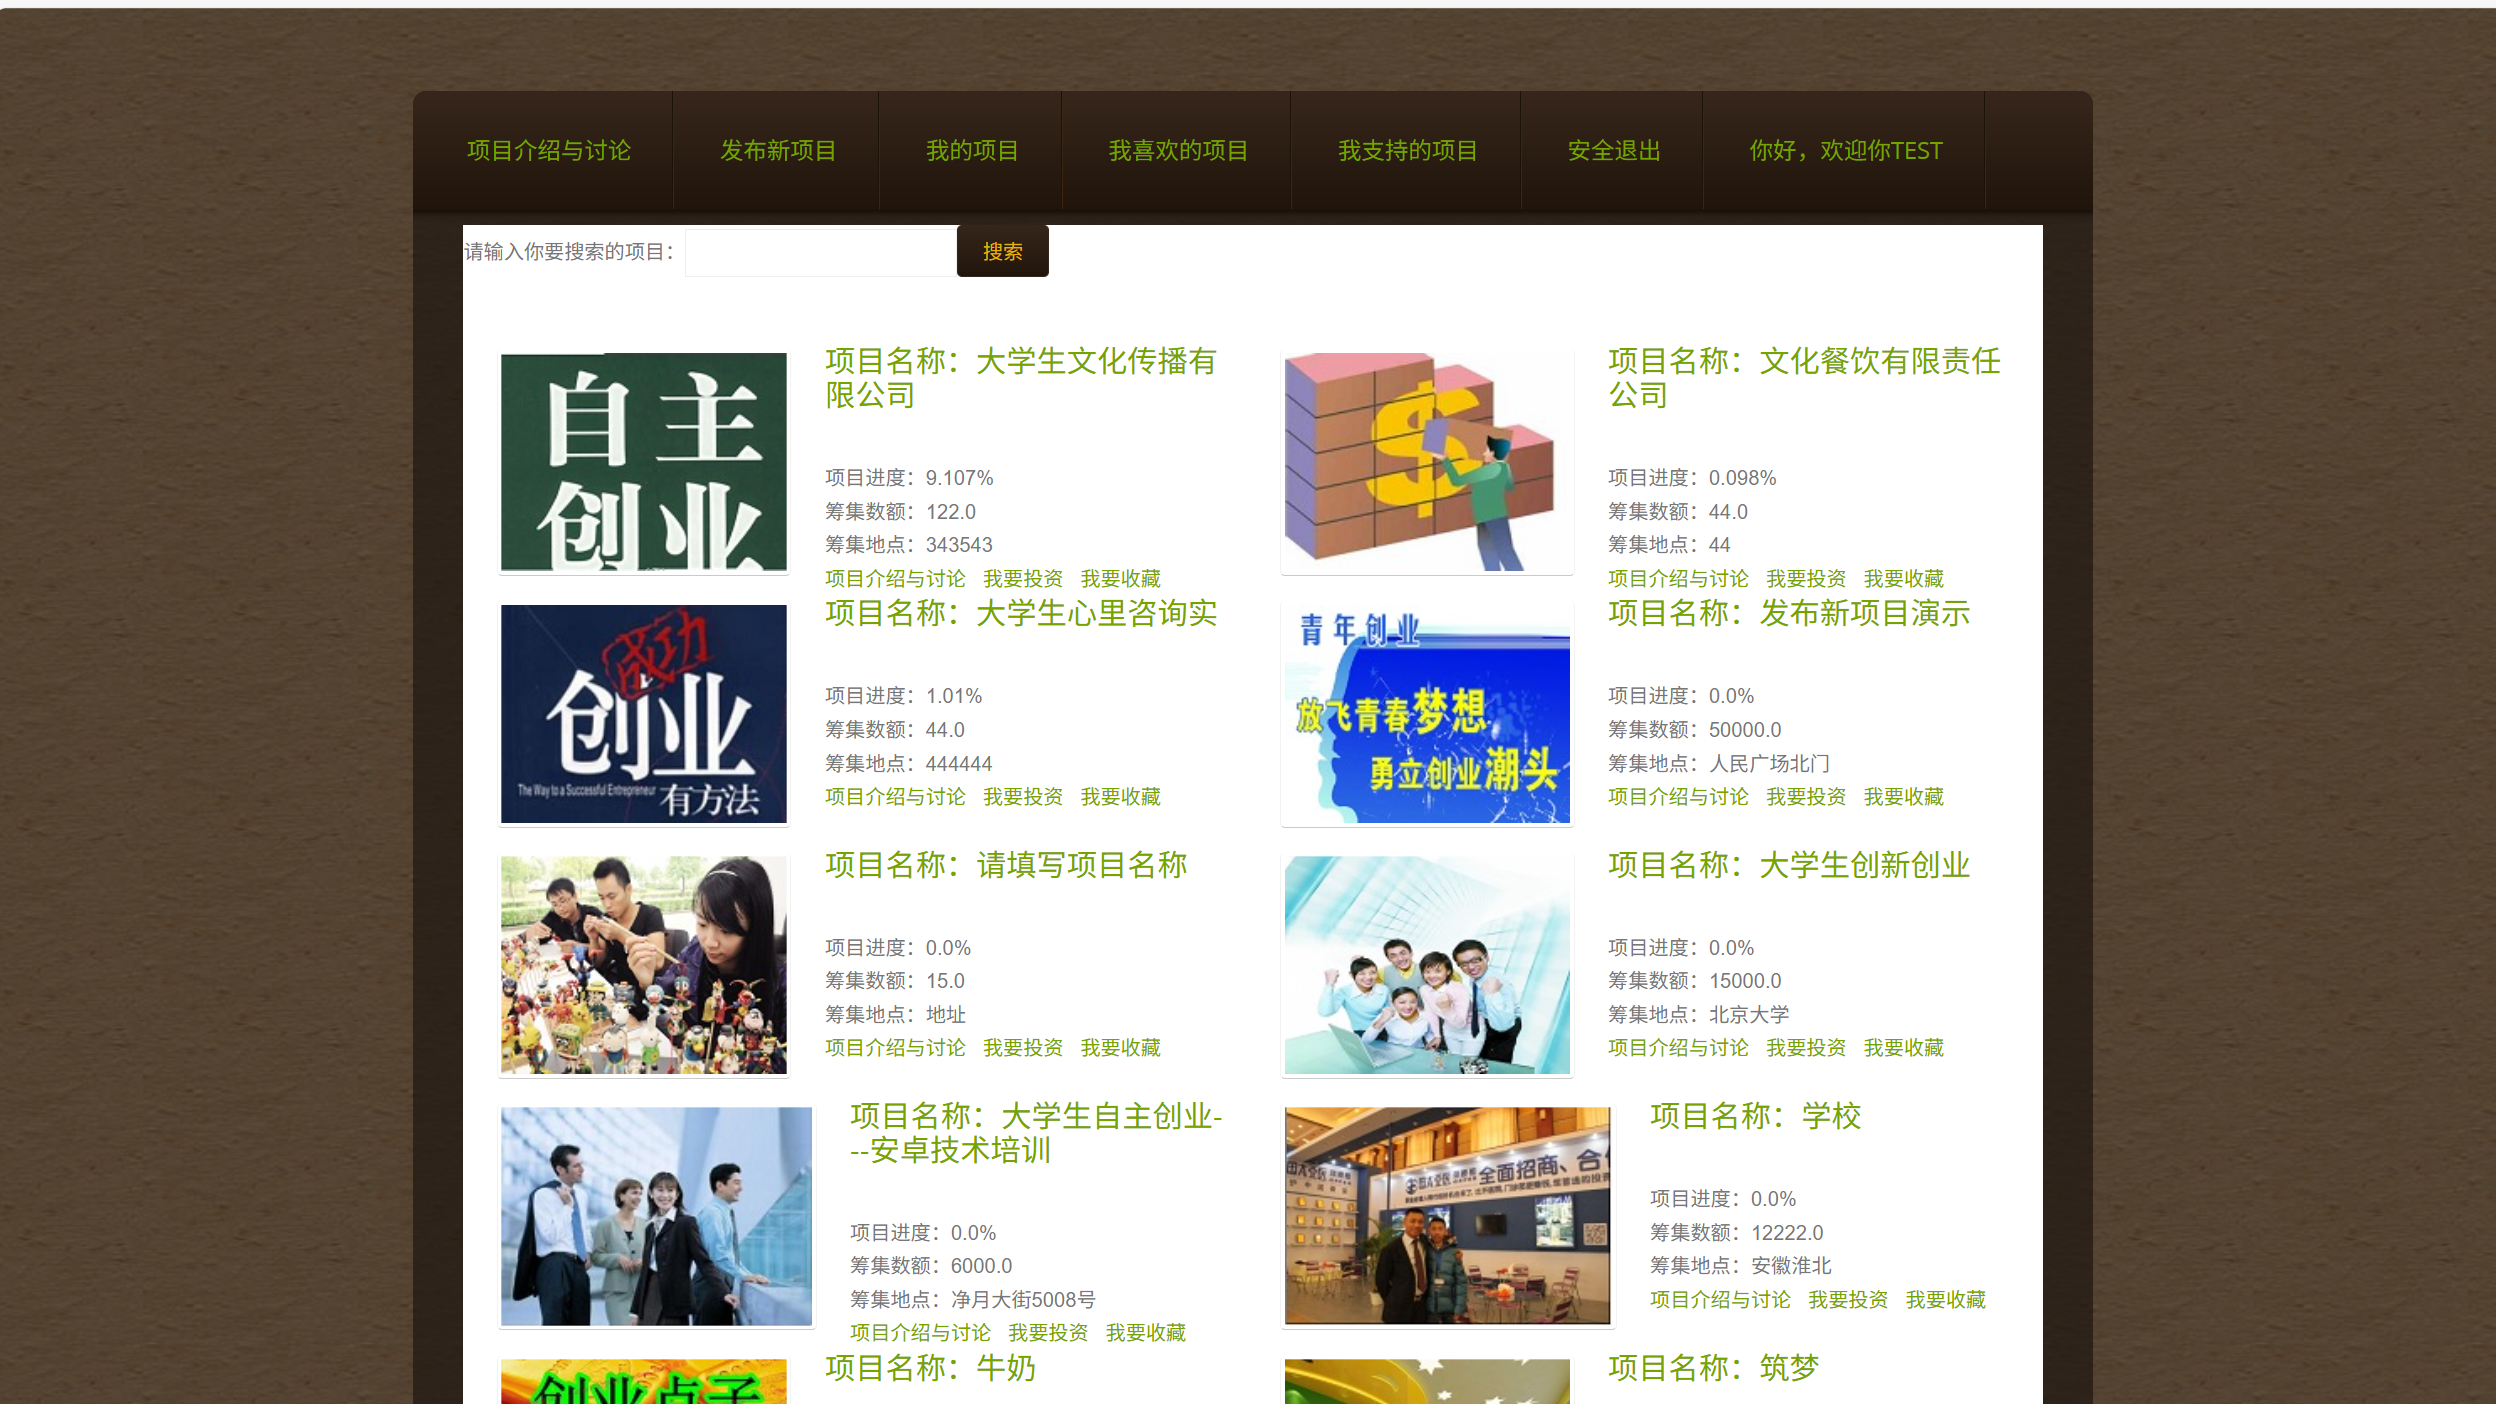 项目介绍与讨论
发布新项目
我的项目
我喜欢的项目
我支持的项目
安全退出
你好，欢迎你TEST
请输入你要搜索的项目：
搜索
自主
创业
项目名称：大学生文化传播有
限公司
项目进度：9.107%
筹集数额：122.0
筹集地点：343543
项目介绍与讨论 我要投资 我要收藏
$
项目名称：文化餐饮有限责任
公司
项目进度：0.098%
筹集数额：44.0
筹集地点：44
项目介绍与讨论 我要投资 我要收藏
成功
创业
The Way to a Successful Entrepreneur
有方法
项目名称：大学生心里咨询实
项目进度：1.01%
筹集数额：44.0
筹集地点：444444
项目介绍与讨论 我要投资 我要收藏
青年创业
放飞青春梦想
勇立创业潮头
项目名称：发布新项目演示
项目进度：0.0%
筹集数额：50000.0
筹集地点：人民广场北门
项目介绍与讨论 我要投资 我要收藏
项目名称：请填写项目名称
项目进度：0.0%
筹集数额：15.0
筹集地点：地址
项目介绍与讨论 我要投资 我要收藏
项目名称：大学生创新创业
项目进度：0.0%
筹集数额：15000.0
筹集地点：北京大学
项目介绍与讨论 我要投资 我要收藏
项目名称：大学生自主创业-
--安卓技术培训
项目进度：0.0%
筹集数额：6000.0
筹集地点：净月大街5008号
项目介绍与讨论 我要投资 我要收藏
全面招商、合
项目名称：学校
项目进度：0.0%
筹集数额：12222.0
筹集地点：安徽淮北
项目介绍与讨论 我要投资 我要收藏
创业点子
项目名称：牛奶
项目名称：筑梦